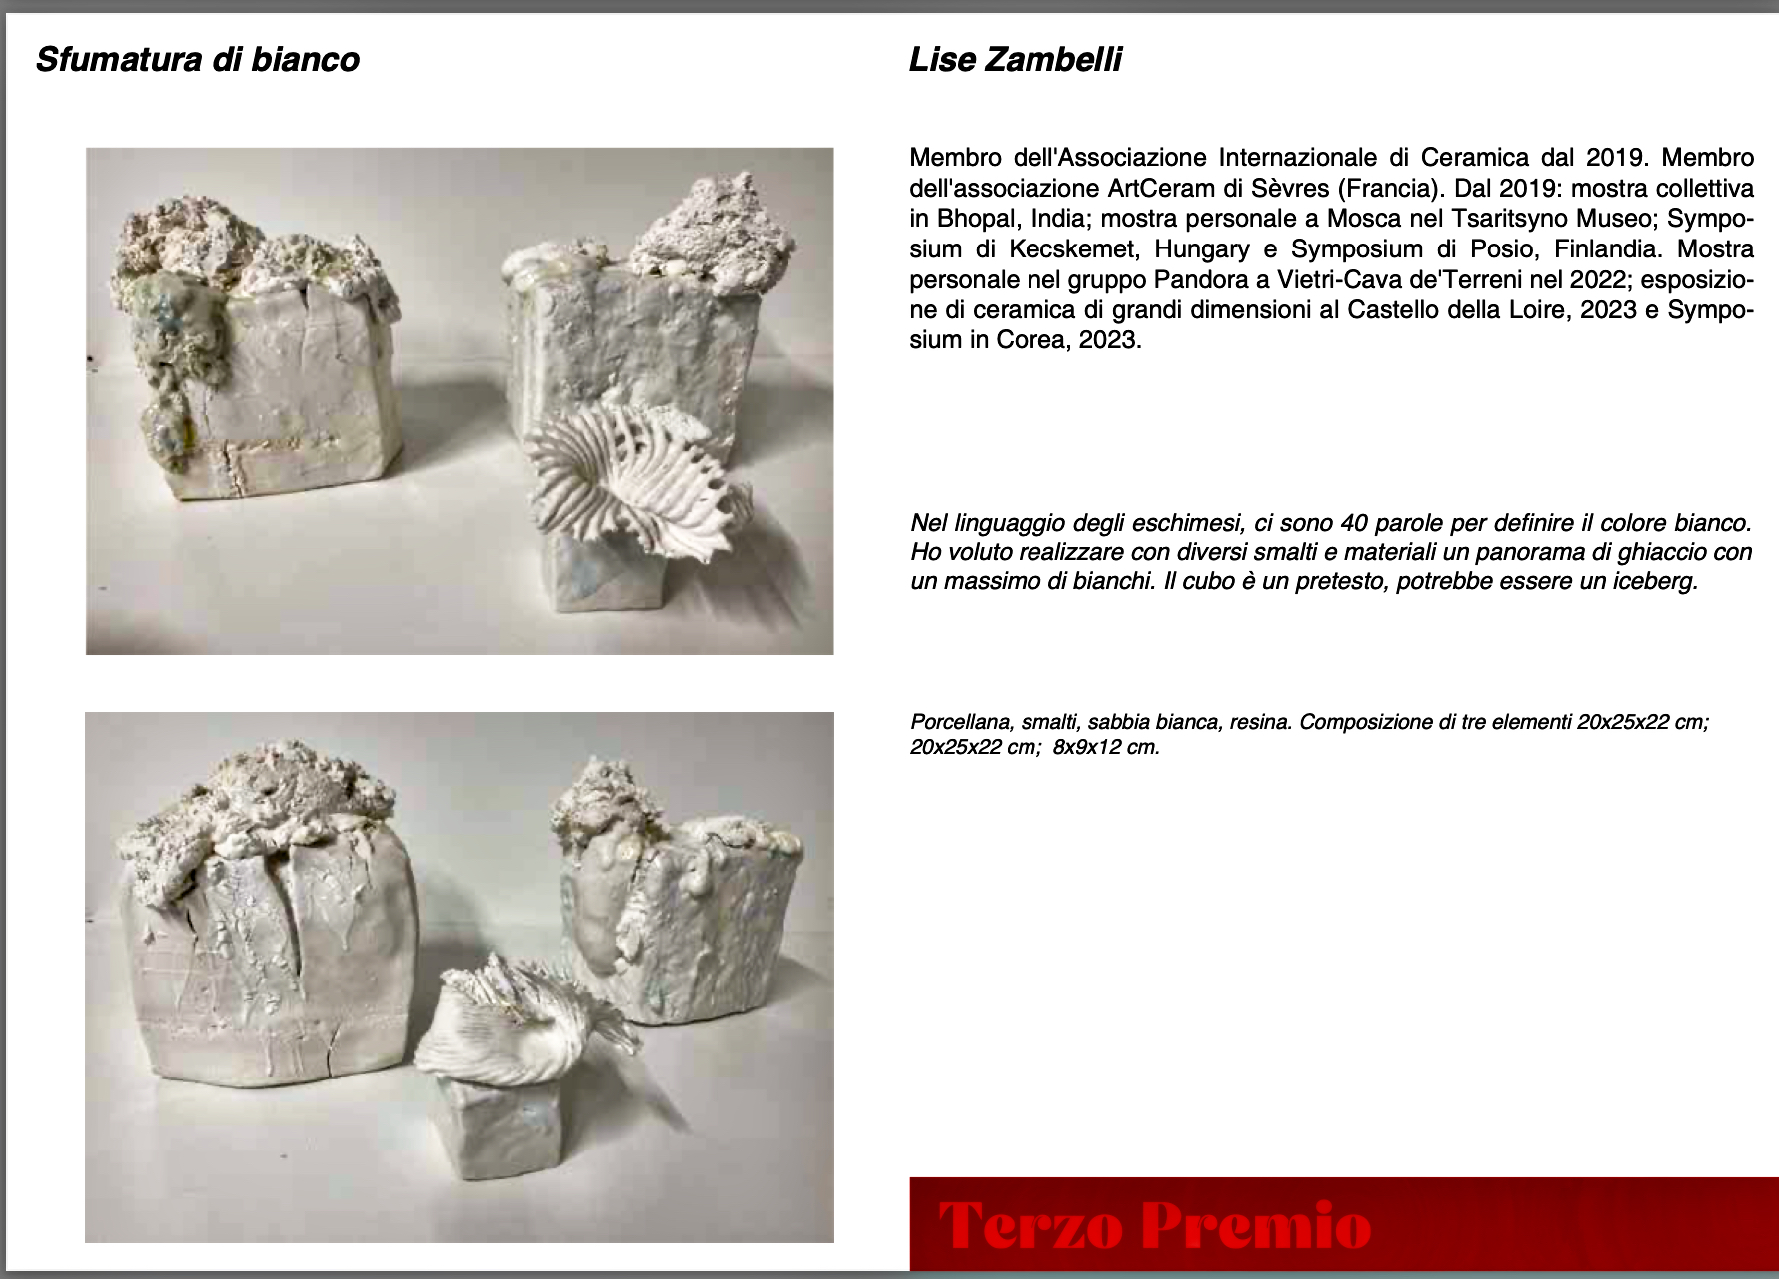 Sfumatura di bianco
Lise Zambelli
Membro dell'Associazione Internazionale di Ceramica dal 2019. Membro
dell'associazione ArtCeram di Sèvres (Francia). Dal 2019: mostra collettiva
in Bhopal, India; mostra personale a Mosca nel Tsaritsyno Museo; Sympo-
sium di Kecskemet, Hungary e Symposium di Posio, Finlandia. Mostra
personale nel gruppo Pandora a Vietri-Cava de'Terreni nel 2022; esposizio-
ne di ceramica di grandi dimensioni al Castello della Loire, 2023 e Sympo-
sium in Corea, 2023.
Nel linguaggio degli eschimesi, ci sono 40 parole per definire il colore bianco.
Ho voluto realizzare con diversi smalti e materiali un panorama di ghiaccio con
un massimo di bianchi. Il cubo è un pretesto, potrebbe essere un iceberg.
Porcellana, smalti, sabbia bianca, resina. Composizione di tre elementi 20x25x22 cm;
20x25x22 cm;  8x9x12 cm.
Terzo Premio